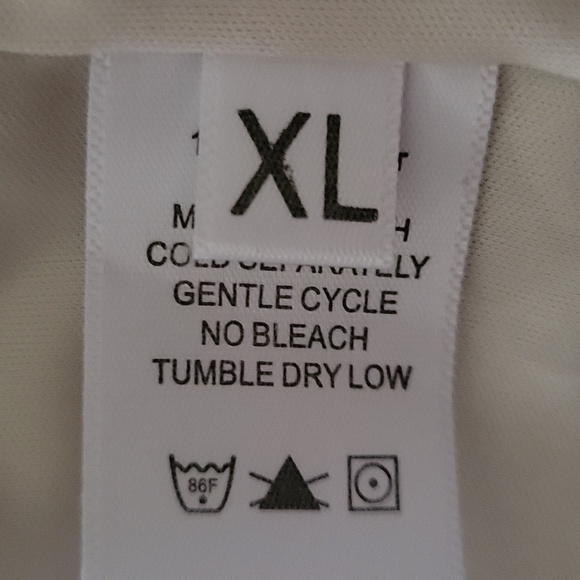 XL
COLD SEPARATELY
GENTLE CYCLE
NO BLEACH
TUMBLE DRY LOW
86F